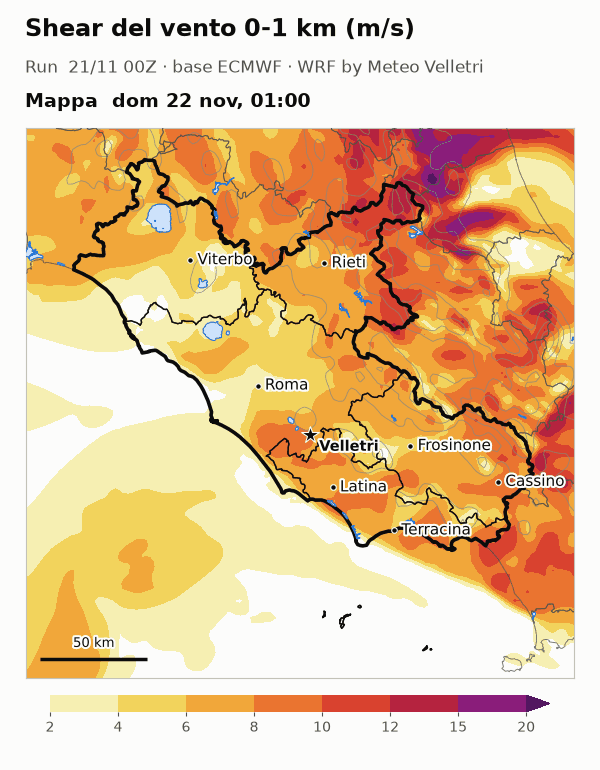 Shear del vento 0-1 km (m/s)
Run  21/11 00Z · base ECMWF · WRF by Meteo Velletri
Mappa  dom 22 nov, 01:00
Viterbo
Rieti
Roma
Velletri
Frosinone
Cassino
Latina
Terracina
50 km
2 4 6 8 10 12 15 20